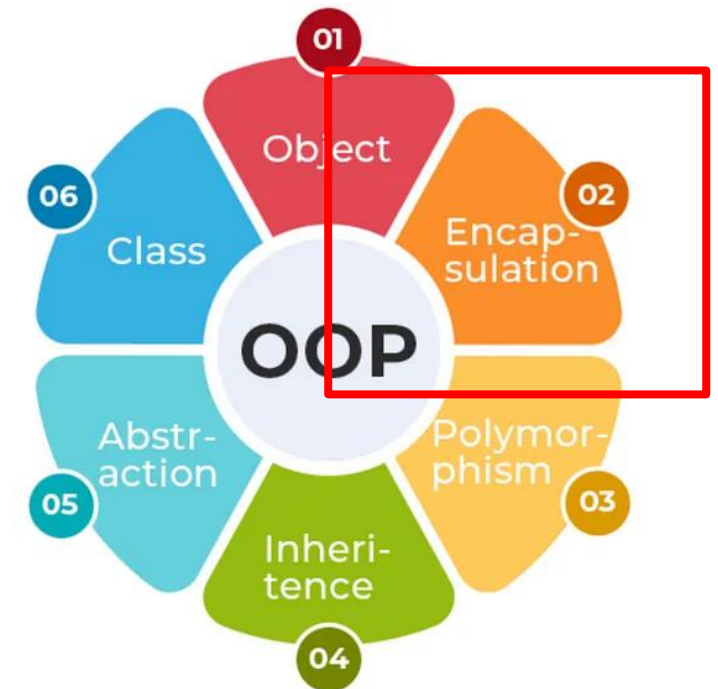 01
Object
02
Encap-
sulation
OOP
Polymor-
phism
03
Inheri-
tence
04
Abstr-
action
05
06
Class